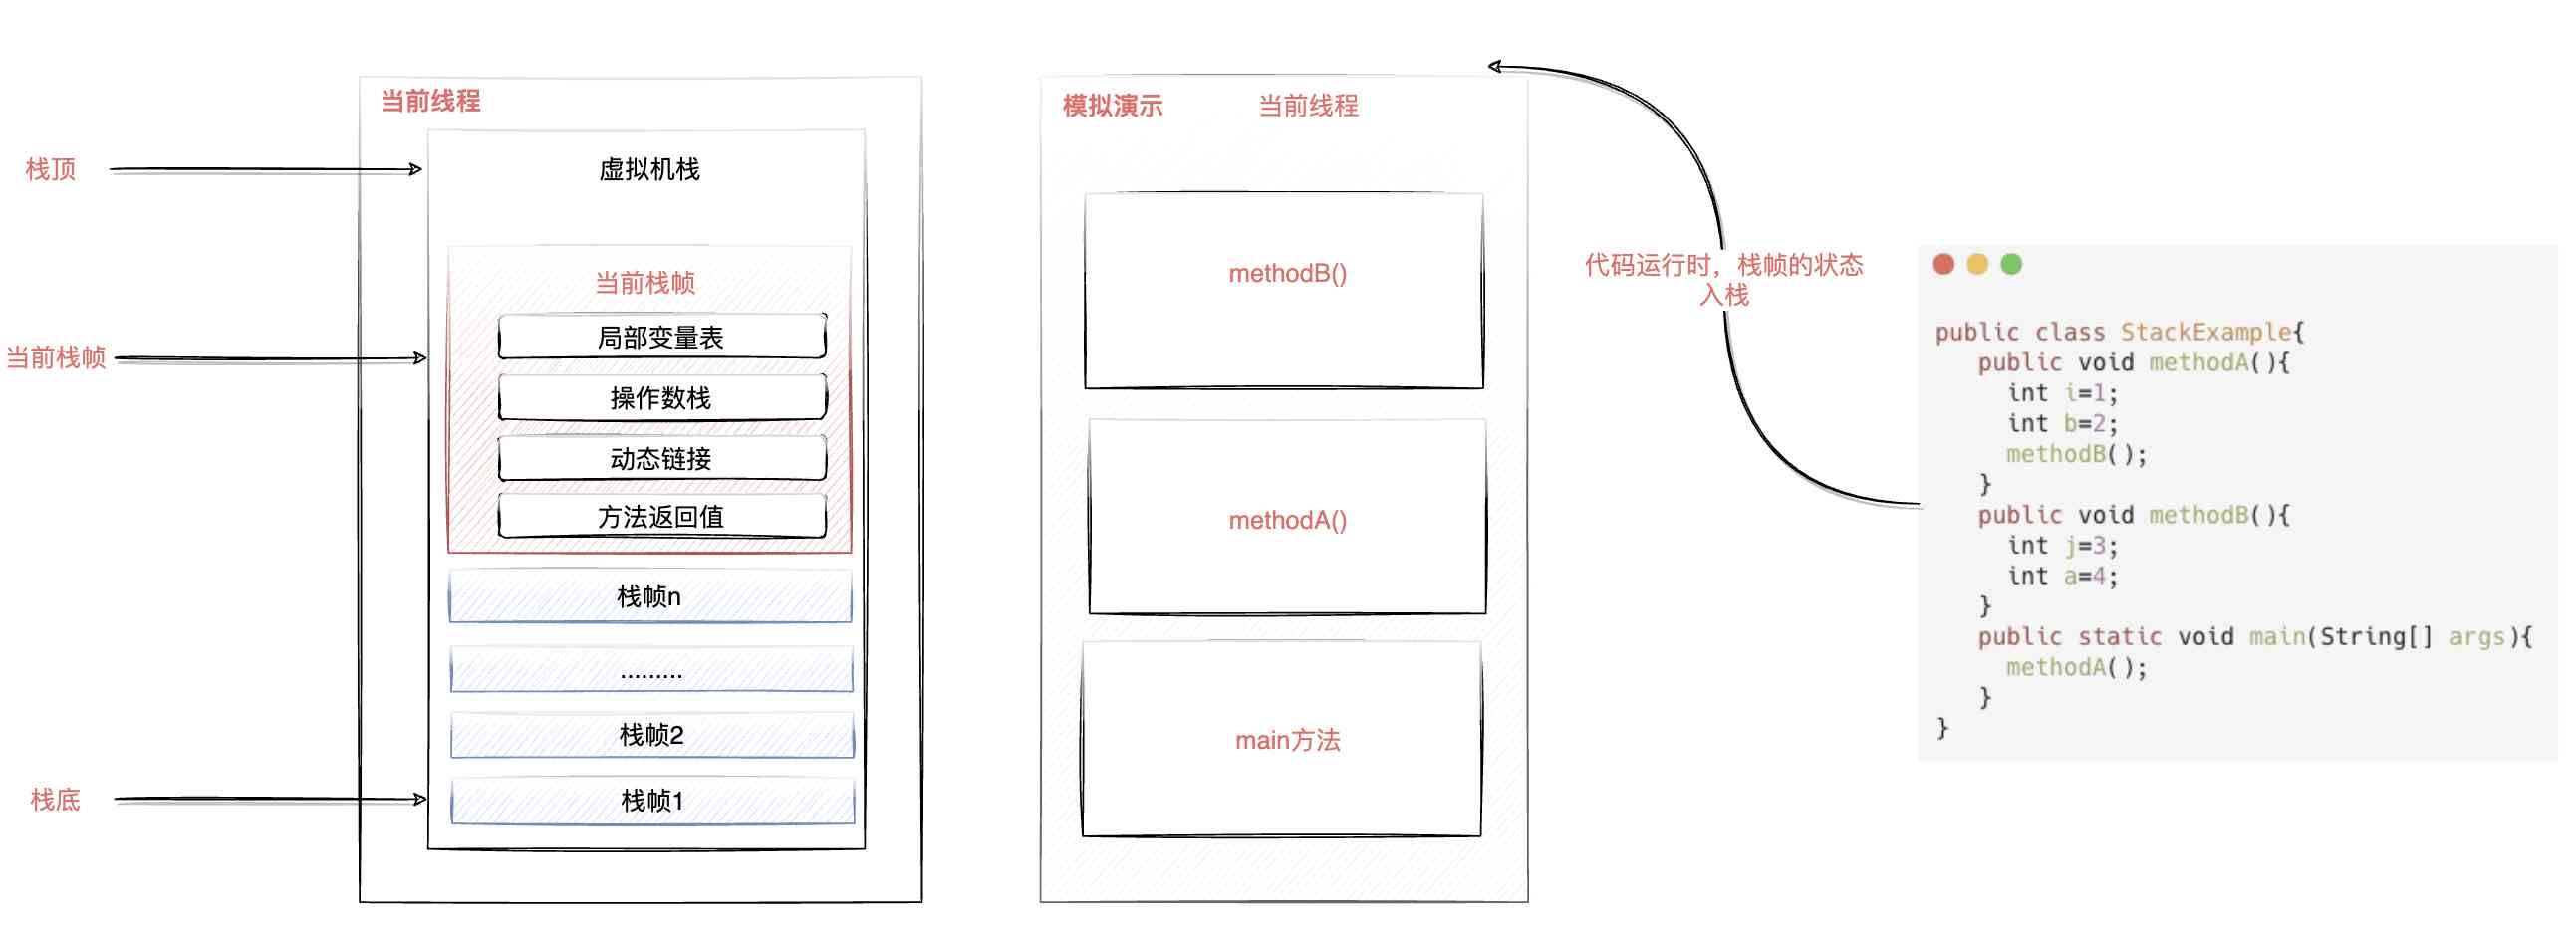 当前线程
栈顶
虚拟机栈
当前栈帧
局部变量表
当前栈帧
操作数栈
动态链接
方法返回值
栈帧n
.........
栈帧2
栈底
栈帧1
模拟演示
当前线程
methodB()
methodA()
main方法
代码运行时，栈帧的状态
入栈
public class StackExample{
public void methodA(){
int i=1;
int b=2;
methodB();
}
public void methodB(){
int j=3;
int a=4;
}
public static void main(String[] args){
methodA();
}
}